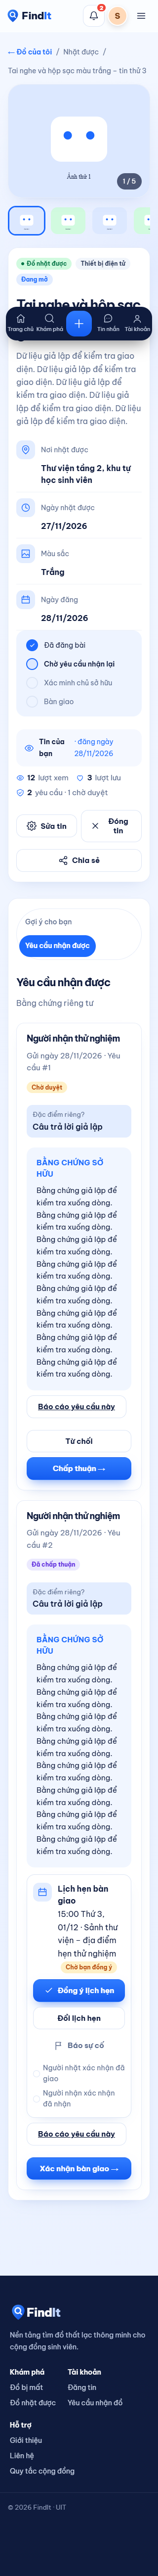 FindIt
2
S
← Đồ của tôi / Nhặt được /
Tai nghe và hộp sạc màu trắng – tình thử 3
Ảnh thử 1
1 / 5
Đồ nhặt được
Thiết bị điện tử
Đang mở
Tai nghe và hộp sạc
Trang chủ
Khám phá
Tin nhắn
Tài khoản
Dữ liệu giả lập để kiểm tra
giao diện. Dữ liệu giả lập để
kiểm tra giao diện. Dữ liệu
giả lập để kiểm tra giao
diện. Dữ liệu giả lập để
kiểm tra giao diện.
Nơi nhặt được
Thư viện tầng 2, khu tự
học sinh viên
Ngày nhặt được
27/11/2026
Màu sắc
Trắng
Ngày đăng
28/11/2026
Đã đăng bài
Chờ yêu cầu nhận lại
Xác minh chủ sở hữu
Bàn giao
Tin của
bạn
· đăng ngày
28/11/2026
12 lượt xem
3 lượt lưu
2 yêu cầu · 1 chờ duyệt
Sửa tin
Đóng
tin
Chia sẻ
Gợi ý cho bạn
Yêu cầu nhận được
Yêu cầu nhận được
Bằng chứng riêng tư
Người nhận thử nghiệm
Gửi ngày 28/11/2026 · Yêu
cầu #1
Chờ duyệt
Đặc điểm riêng?
Câu trả lời giả lập
BẰNG CHỨNG SỞ
HỮU
Bằng chứng giả lập để
kiểm tra xuống dòng.
Bằng chứng giả lập để
kiểm tra xuống dòng.
Bằng chứng giả lập để
kiểm tra xuống dòng.
Bằng chứng giả lập để
kiểm tra xuống dòng.
Bằng chứng giả lập để
kiểm tra xuống dòng.
Bằng chứng giả lập để
kiểm tra xuống dòng.
Bằng chứng giả lập để
kiểm tra xuống dòng.
Bằng chứng giả lập để
kiểm tra xuống dòng.
Báo cáo yêu cầu này
Từ chối
Chấp thuận →
Người nhận thử nghiệm
Gửi ngày 28/11/2026 · Yêu
cầu #2
Đã chấp thuận
Đặc điểm riêng?
Câu trả lời giả lập
BẰNG CHỨNG SỞ
HỮU
Bằng chứng giả lập để
kiểm tra xuống dòng.
Bằng chứng giả lập để
kiểm tra xuống dòng.
Bằng chứng giả lập để
kiểm tra xuống dòng.
Bằng chứng giả lập để
kiểm tra xuống dòng.
Bằng chứng giả lập để
kiểm tra xuống dòng.
Bằng chứng giả lập để
kiểm tra xuống dòng.
Bằng chứng giả lập để
kiểm tra xuống dòng.
Bằng chứng giả lập để
kiểm tra xuống dòng.
Lịch hẹn bàn
giao
15:00 Thứ 3,
01/12 · Sảnh thư
viện – địa điểm
hẹn thử nghiệm
Chờ bạn đồng ý
Đồng ý lịch hẹn
Đổi lịch hẹn
Báo sự cố
Người nhặt xác nhận đã
giao
Người nhận xác nhận
đã nhận
Báo cáo yêu cầu này
Xác nhận bàn giao →
FindIt
Nền tảng tìm đồ thất lạc thông minh cho
cộng đồng sinh viên.
Khám phá
Đồ bị mất
Đồ nhặt được
Tài khoản
Đăng tin
Yêu cầu nhận đồ
Hỗ trợ
Giới thiệu
Liên hệ
Quy tắc cộng đồng
© 2026 FindIt · UIT